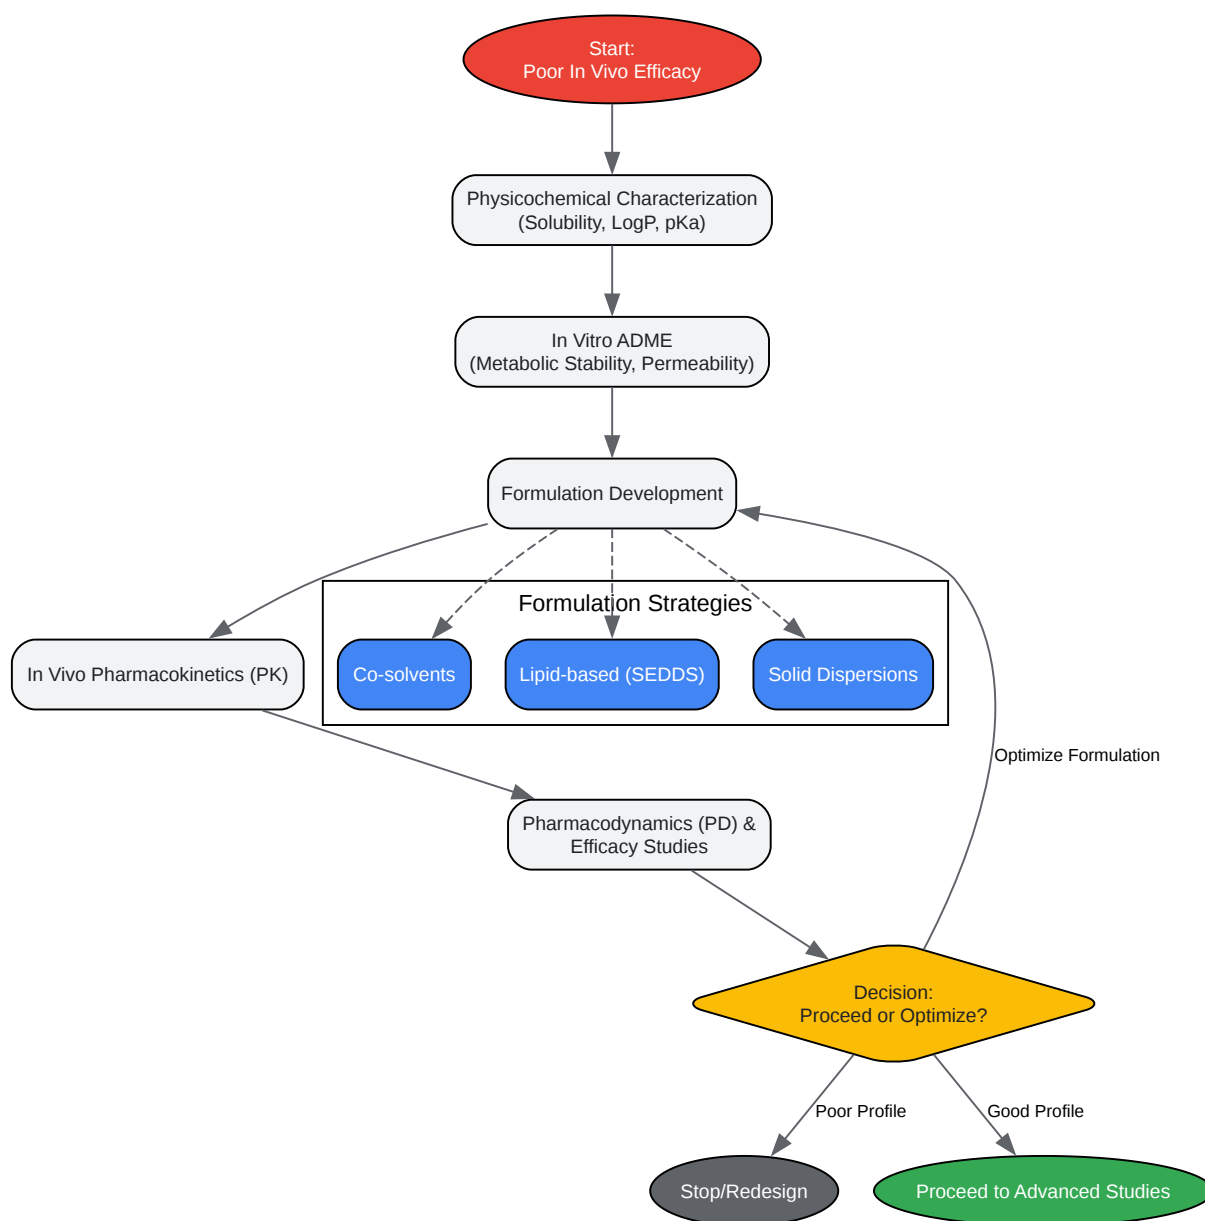 Start:
Poor In Vivo Efficacy
Physicochemical Characterization
(Solubility, LogP, pKa)
In Vitro ADME
(Metabolic Stability, Permeability)
Formulation Development
Formulation Strategies
In Vivo Pharmacokinetics (PK)
Co-solvents
Lipid-based (SEDDS)
Solid Dispersions
Optimize Formulation
Pharmacodynamics (PD) &
Efficacy Studies
Decision:
Proceed or Optimize?
Poor Profile
Good Profile
Stop/Redesign
Proceed to Advanced Studies